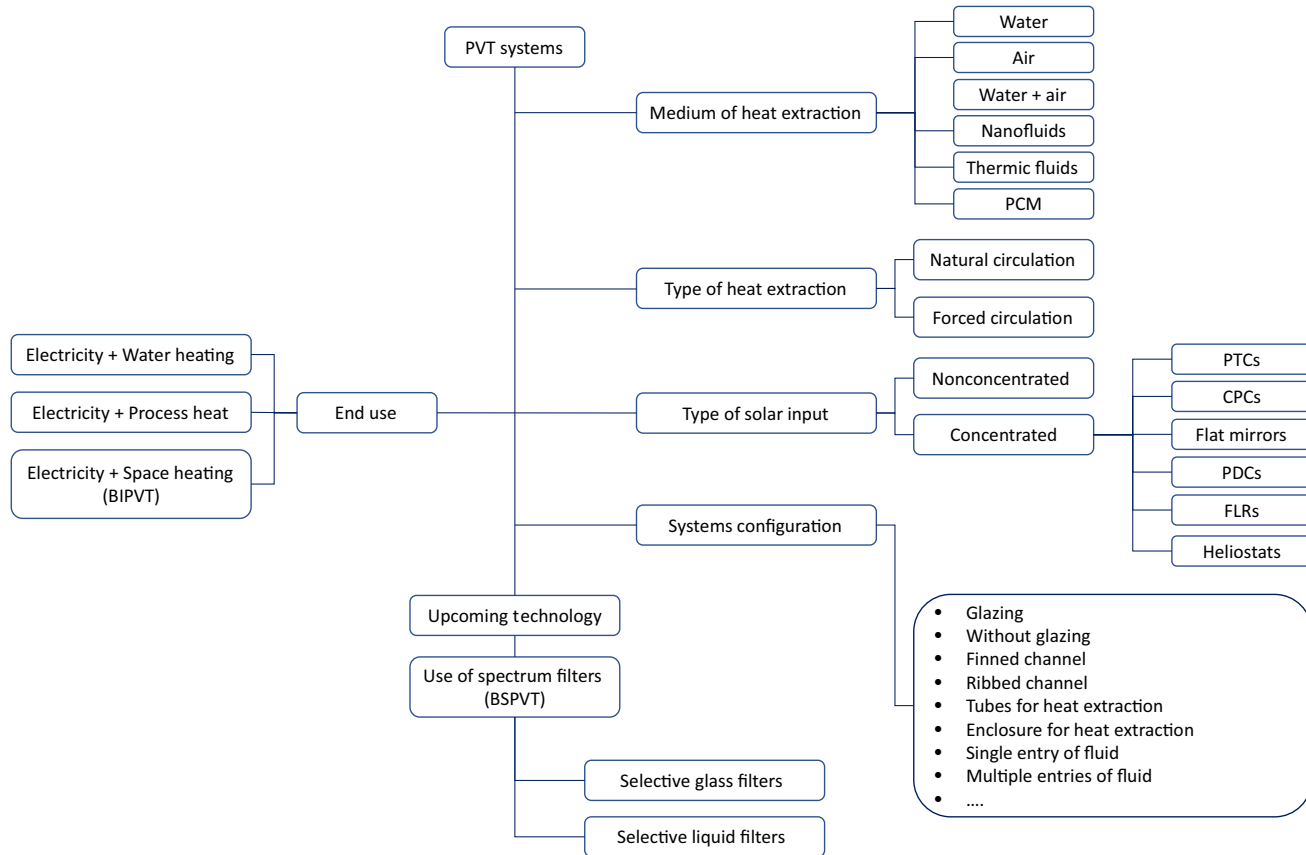 PVT systems
Medium of heat extraction
Water
Air
Water + air
Nanofluids
Thermic fluids
PCM
Type of heat extraction
Natural circulation
Forced circulation
Electricity + Water heating
Electricity + Process heat
Electricity + Space heating
(BIPVT)
End use
Type of solar input
Nonconcentrated
Concentrated
PTCs
CPCs
Flat mirrors
PDCs
FLRs
Heliostats
Systems configuration
• Glazing
• Without glazing
• Finned channel
• Ribbed channel
• Tubes for heat extraction
• Enclosure for heat extraction
• Single entry of fluid
• Multiple entries of fluid
• ....
Upcoming technology
Use of spectrum filters
(BSPVT)
Selective glass filters
Selective liquid filters